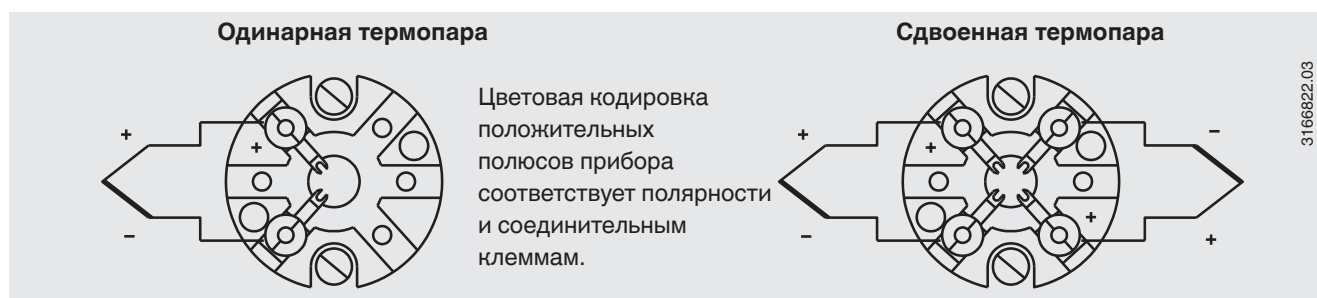 Одинарная термопара
Сдвоенная термопара
Цветовая кодировка
положительных
полюсов прибора
соответствует полярности
и соединительным
клеммам.
+
+
–
+
+
–
–
+
+
3166822.03